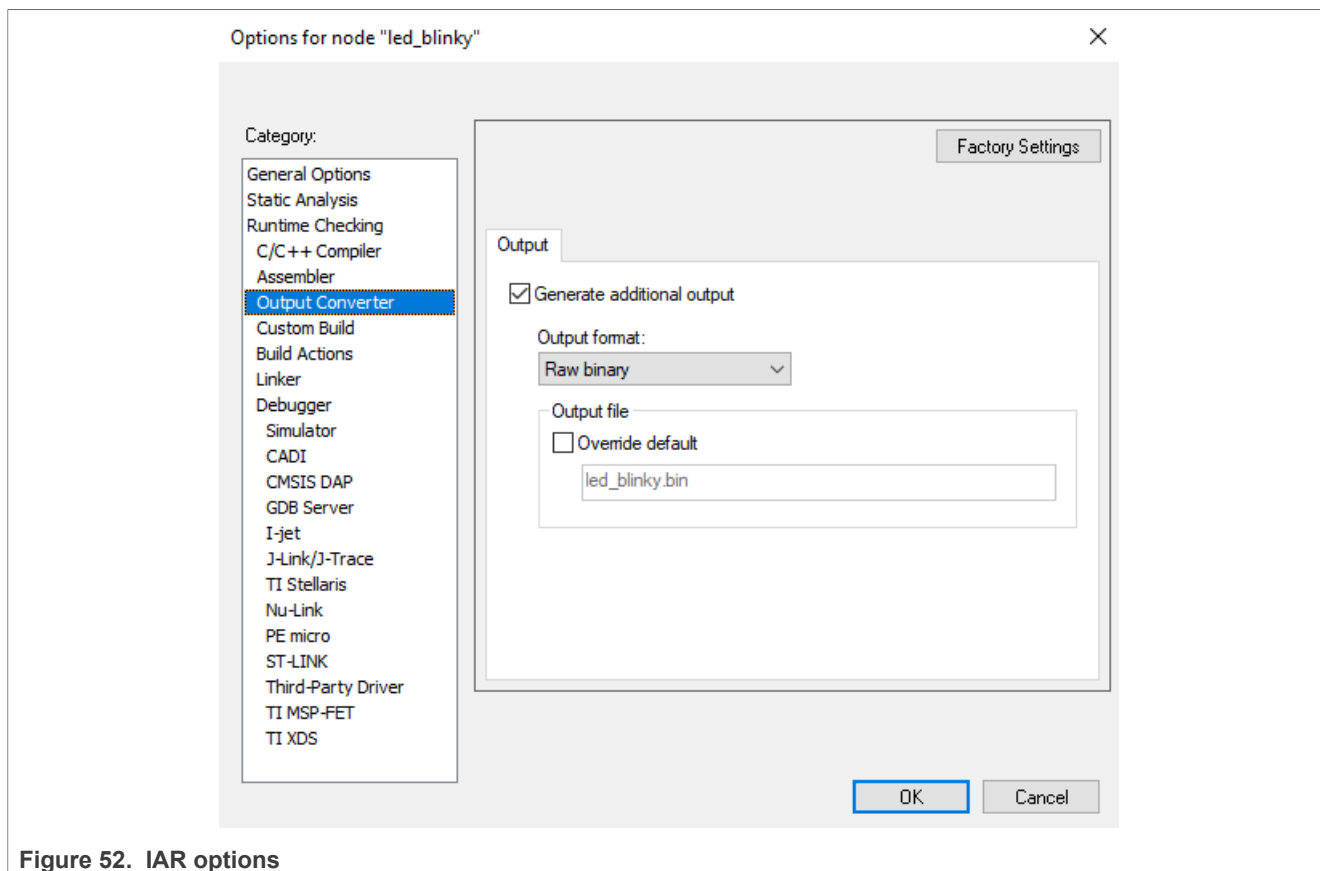 Options for node "led_blinky"
Category:
General Options
Static Analysis
Runtime Checking
C/C++ Compiler
Assembler
Output Converter
Custom Build
Build Actions
Linker
Debugger
Simulator
CADI
CMSIS DAP
GDB Server
I-jet
J-Link/J-Trace
TI Stellaris
Nu-Link
PE micro
ST-LINK
Third-Party Driver
TI MSP-FET
TI XDS
Factory Settings
Output
Generate additional output
Output format:
Raw binary
Output file
Override default
led_blinky.bin
OK
Cancel
Figure 52. IAR options